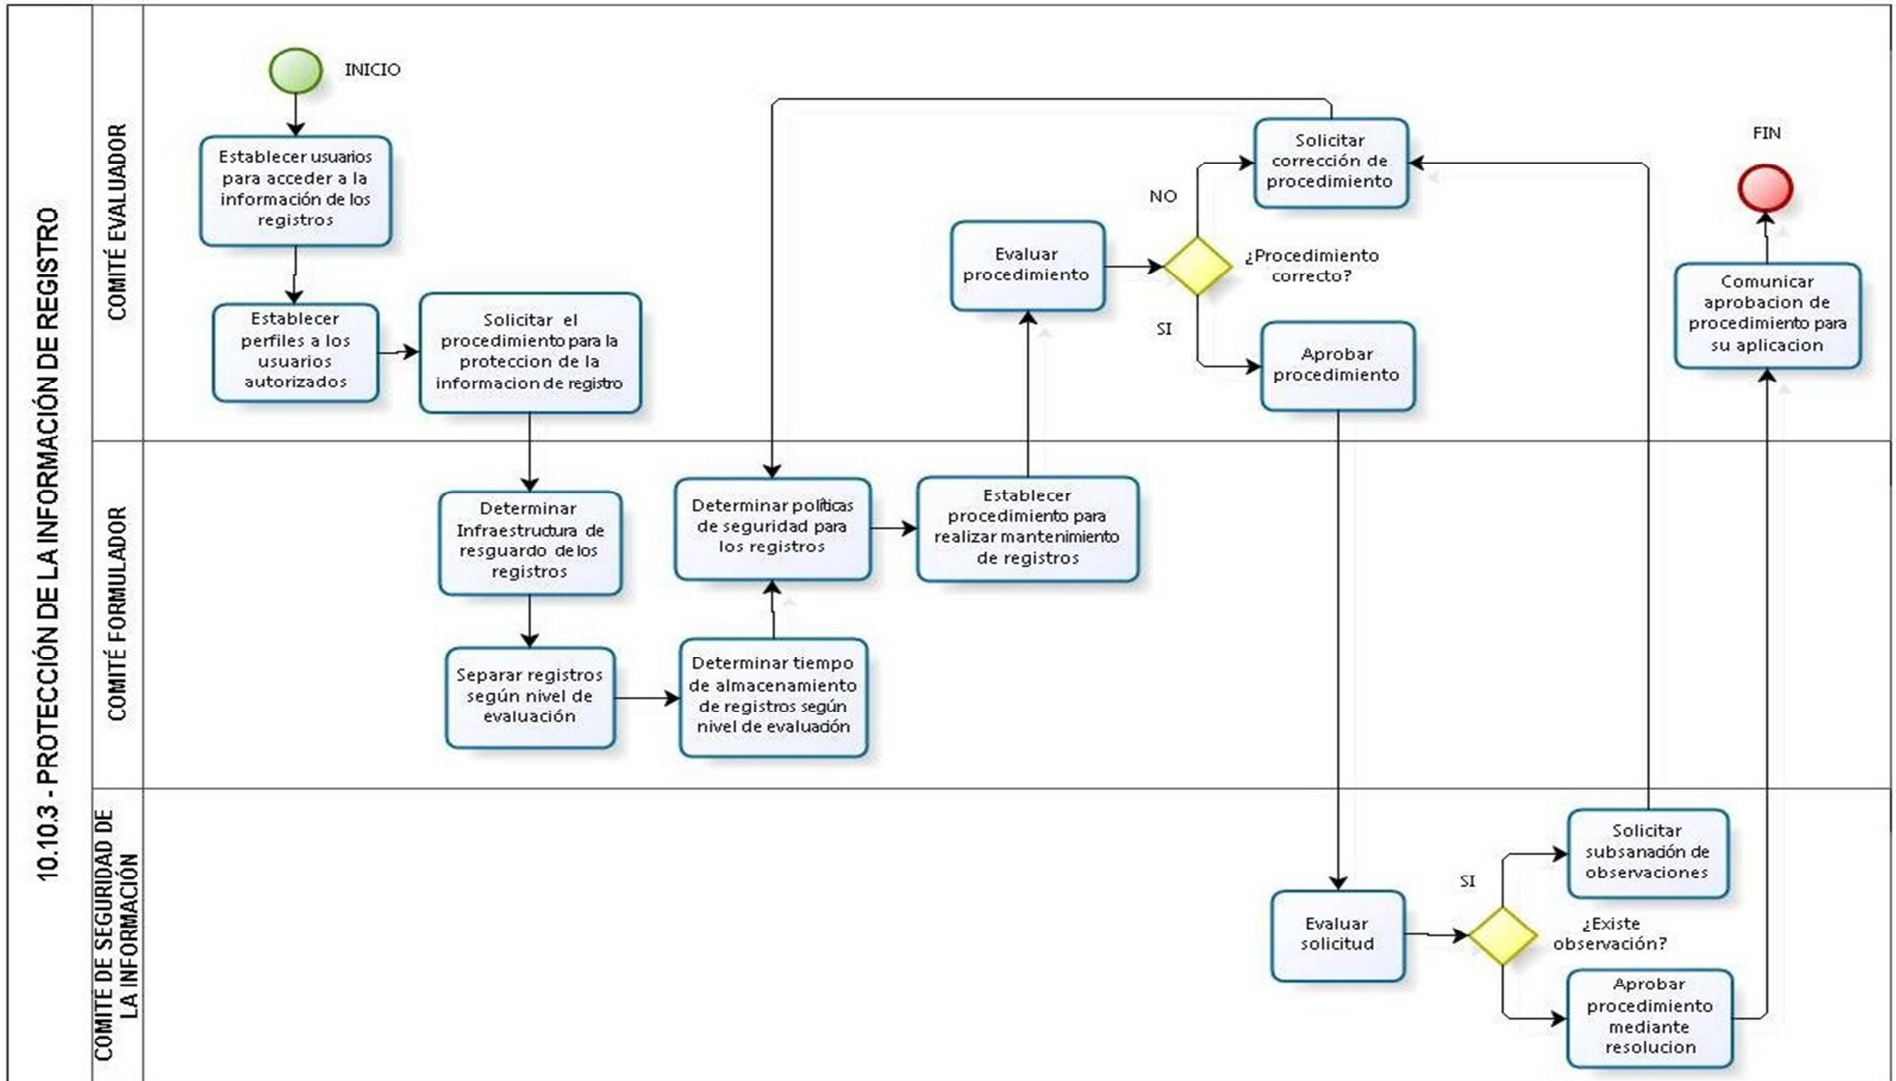 10.10.3 - PROTECCIÓN DE LA INFORMACIÓN DE REGISTRO
COMITÉ EVALUADOR
INICIO
Establecer usuarios
para acceder a la
información de los
registros
Establecer
perfiles a los
usuarios
autorizados
Solicitar el
procedimiento para la
proteccion de la
informacion de registro
Evaluar
procedimiento
NO
SI
¿Procedimiento
correcto?
Solicitar
corrección de
procedimiento
Aprobar
procedimiento
FIN
Comunicar
aprobacion de
procedimiento para
su aplicacion
COMITÉ FORMULADOR
Determinar
Infraestructura de
resguardo de los
registros
Separar registros
según nivel de
evaluación
Determinar tiempo
de almacenamiento
de registros según
nivel de evaluación
Determinar políticas
de seguridad para
los registros
Establecer
procedimiento para
realizar mantenimiento
de registros
COMITÉ DE SEGURIDAD DE
LA INFORMACIÓN
Evaluar
solicitud
SI
¿Existe
observación?
Solicitar
subsanación de
observaciones
Aprobar
procedimiento
mediante
resolucion